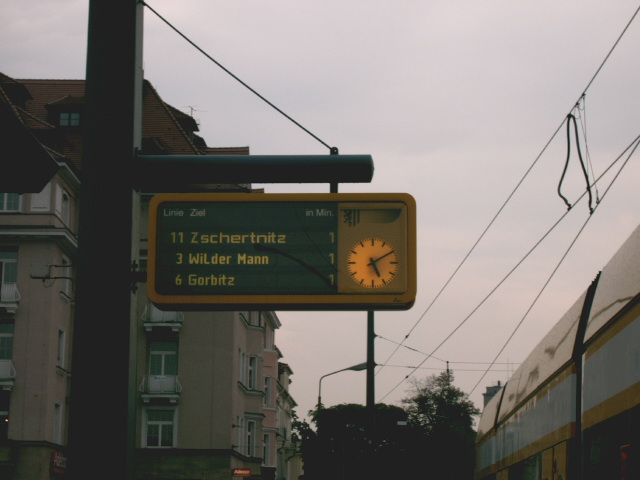 Linie Ziel in Min.
11 Zschertnitz 1
3 Wilder Mann 1
6 Gorbitz 1